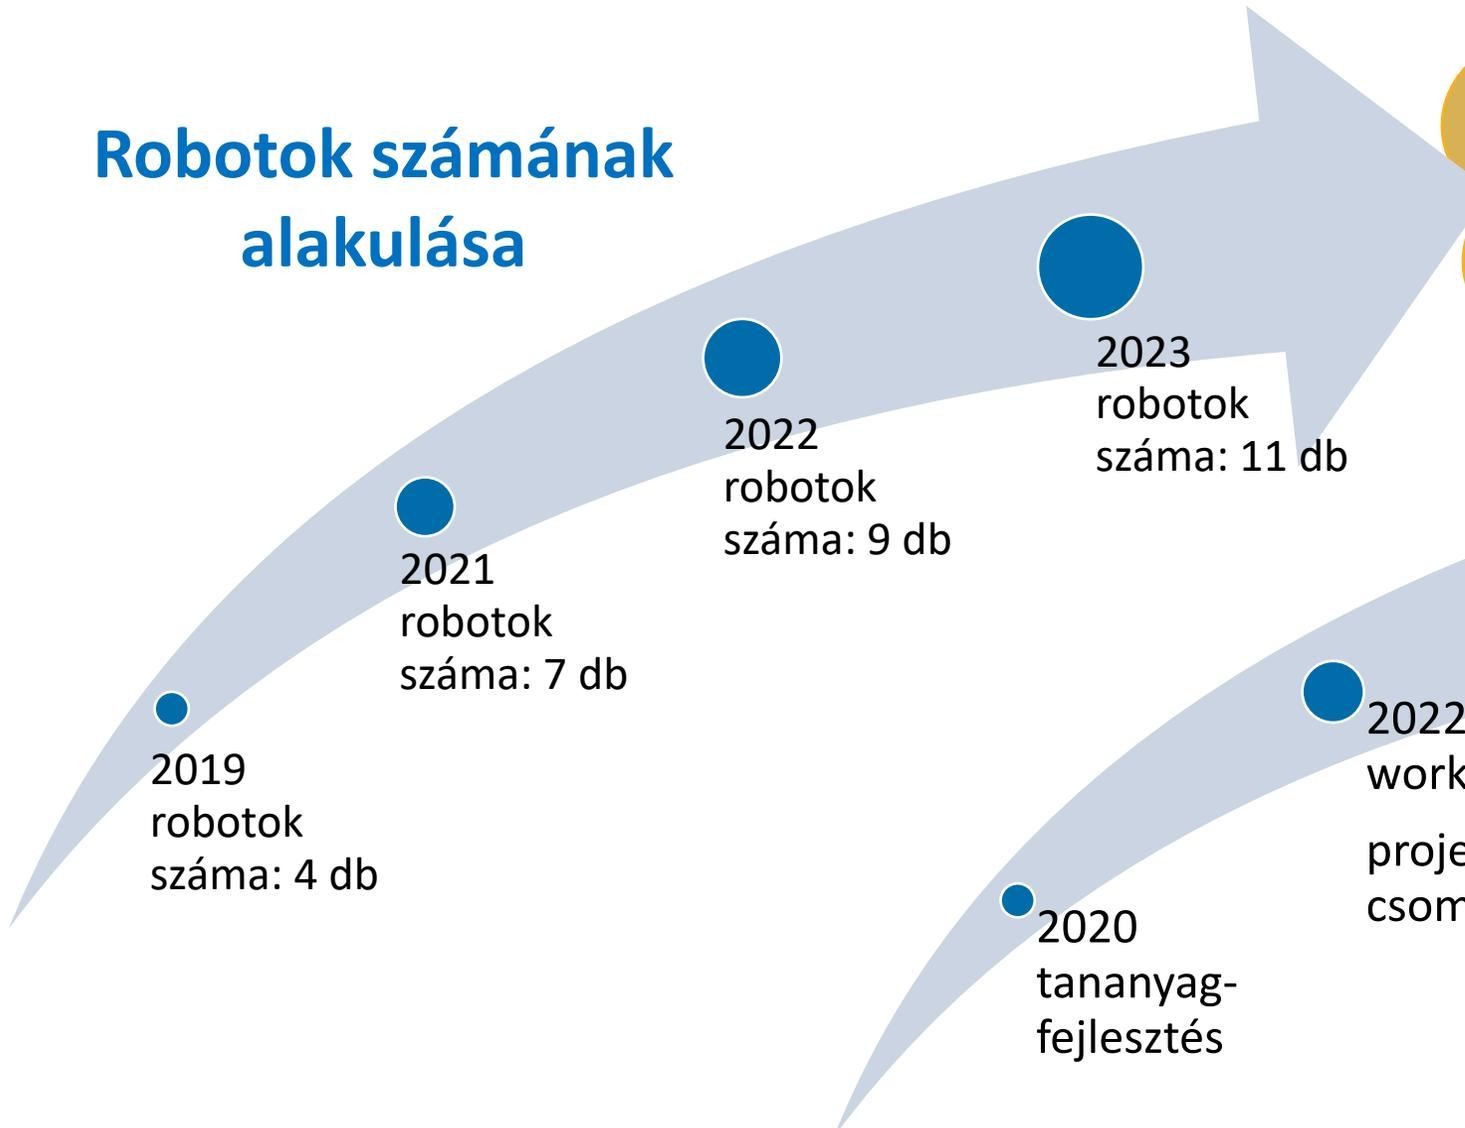 Robotok számának
alakulása
2023
robotok
száma: 11 db
2022
robotok
száma: 9 db
2021
robotok
száma: 7 db
2019
robotok
száma: 4 db
2022
2020
tananyag-
fejlesztés